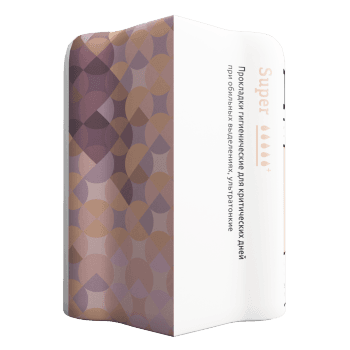 Super
Прокладки гигиенические для критических дней
при обильных выделениях, ультратонкие